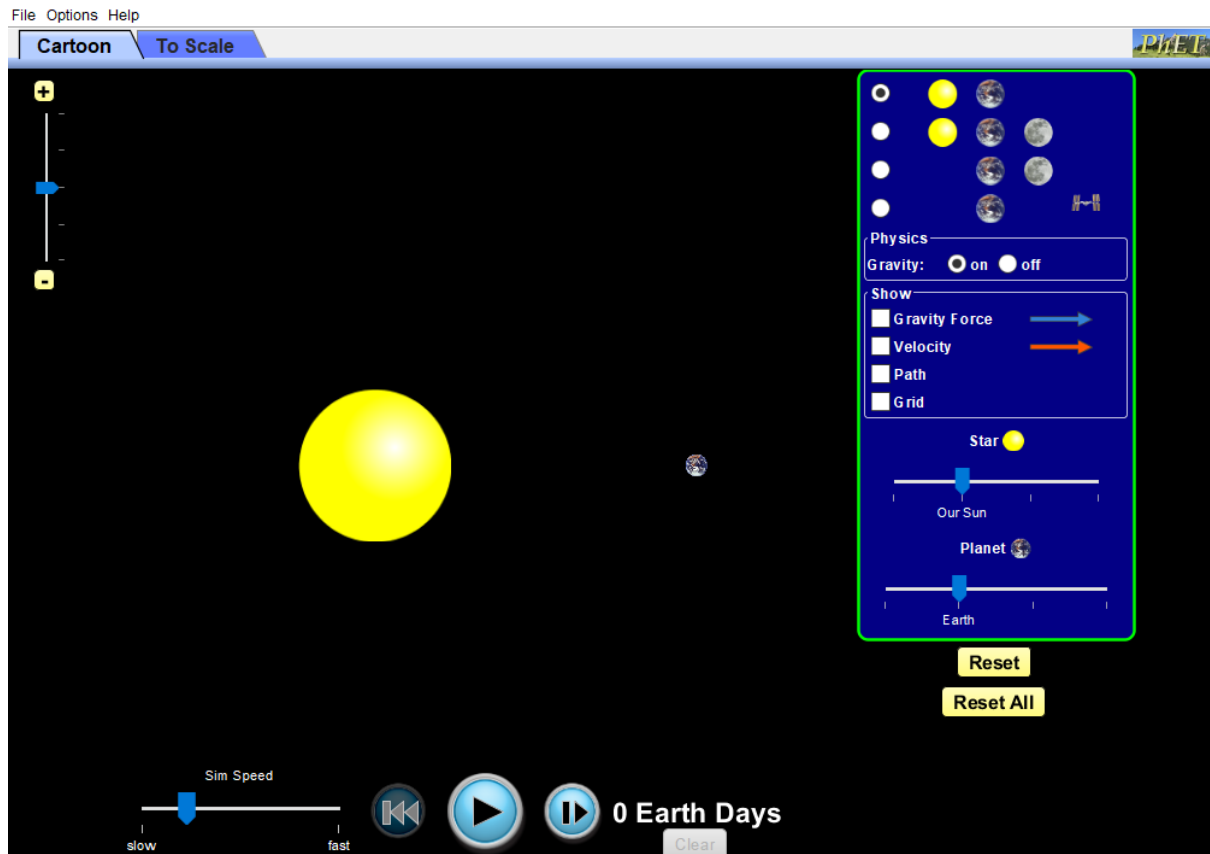 File Options Help
Cartoon To Scale
PhET
+
-
Physics
Gravity: on off
Show
Gravity Force
Velocity
Path
Grid
Star
Our Sun
Planet
Earth
Reset
Reset All
Sim Speed
slow fast
0 Earth Days
Clear